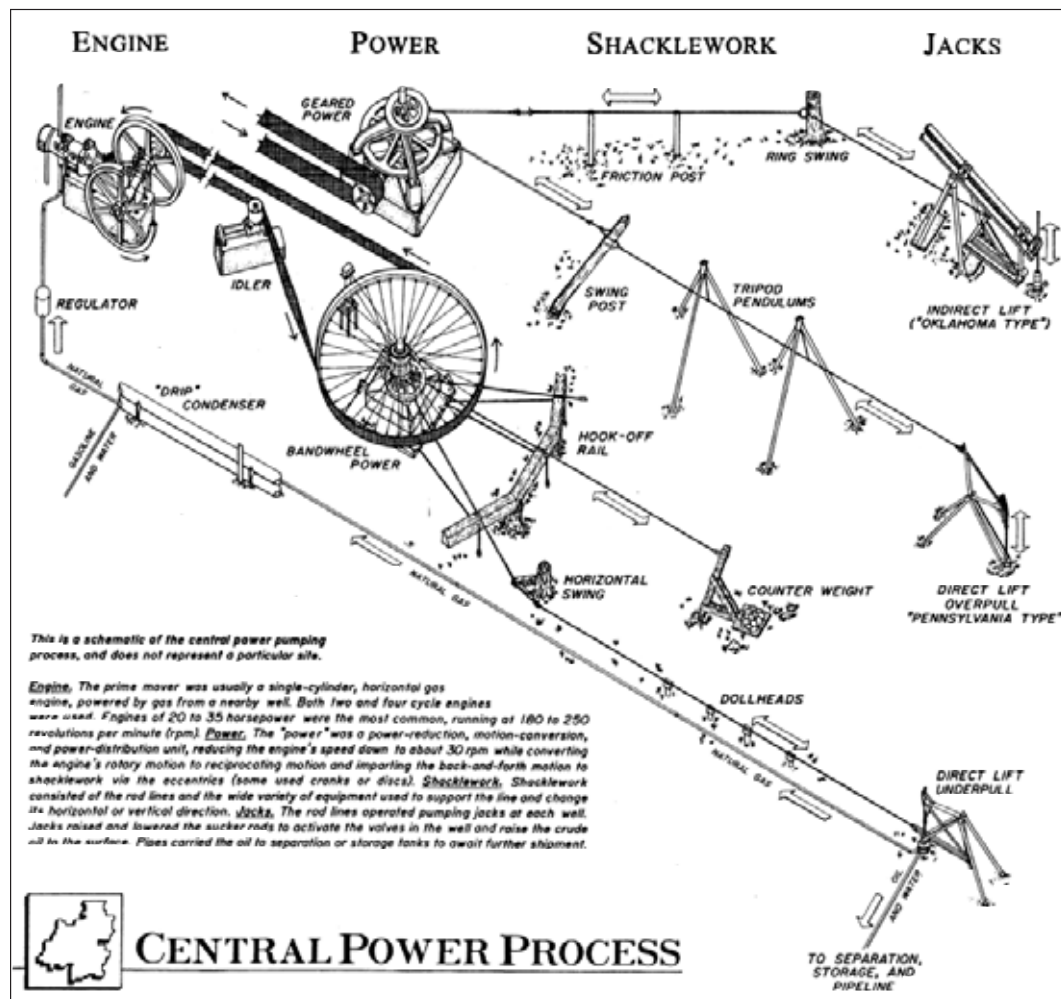 ENGINE
POWER
SHACKLEWORK
JACKS
ENGINE
GEARED
POWER
FRICTION POST
RING SWING
IDLER
REGULATOR
SWING
POST
TRIPOD
PENDULUMS
INDIRECT LIFT
("OKLAHOMA TYPE")
NATURAL
GAS
"DRIP"
CONDENSER
GASOLINE
AND WATER
BANDWHEEL
POWER
HOOK-OFF
RAIL
NATURAL GAS
HORIZONTAL
SWING
COUNTER WEIGHT
DIRECT LIFT
OVERPULL
"PENNSYLVANIA TYPE"
This is a schematic of the central power pumping
process, and does not represent a particular site.
Engine. The prime mover was usually a single-cylinder, horizontal gas
engine, powered by gas from a nearby well. Both two and four cycle engines
were used. Engines of 20 to 35 horsepower were the most common, running at 180 to 250
revolutions per minute (rpm). Power. The "power" was a power-reduction, motion-conversion,
and power-distribution unit, reducing the engine's speed down to about 30 rpm while converting
the engine's rotary motion to reciprocating motion and imparting the back-and-forth motion to
shacklework via the eccentrics (some used cranks or discs). Shacklework. Shacklework
consisted of the rod lines and the wide variety of equipment used to support the line and change
its horizontal or vertical direction. Jacks. The rod lines operated pumping jacks at each well.
Jacks raised and lowered the sucker rods to activate the valves in the well and raise the crude
oil to the surface. Pipes carried the oil to separation or storage tanks to await further shipment.
DOLLHEADS
NATURAL GAS
DIRECT LIFT
UNDERPULL
OIL
AND WATER
TO SEPARATION,
STORAGE, AND
PIPELINE
CENTRAL POWER PROCESS